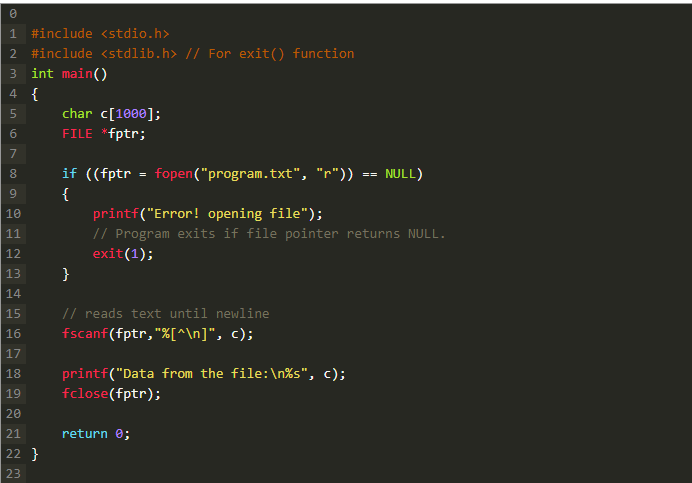 0
1 #include <stdio.h>
2 #include <stdlib.h> // For exit() function
3 int main()
4 {
5     char c[1000];
6     FILE *fptr;
7
8     if ((fptr = fopen("program.txt", "r")) == NULL)
9     {
10         printf("Error! opening file");
11         // Program exits if file pointer returns NULL.
12         exit(1);
13     }
14
15     // reads text until newline
16     fscanf(fptr,"%[^\n]", c);
17
18     printf("Data from the file:\n%s", c);
19     fclose(fptr);
20
21     return 0;
22 }
23